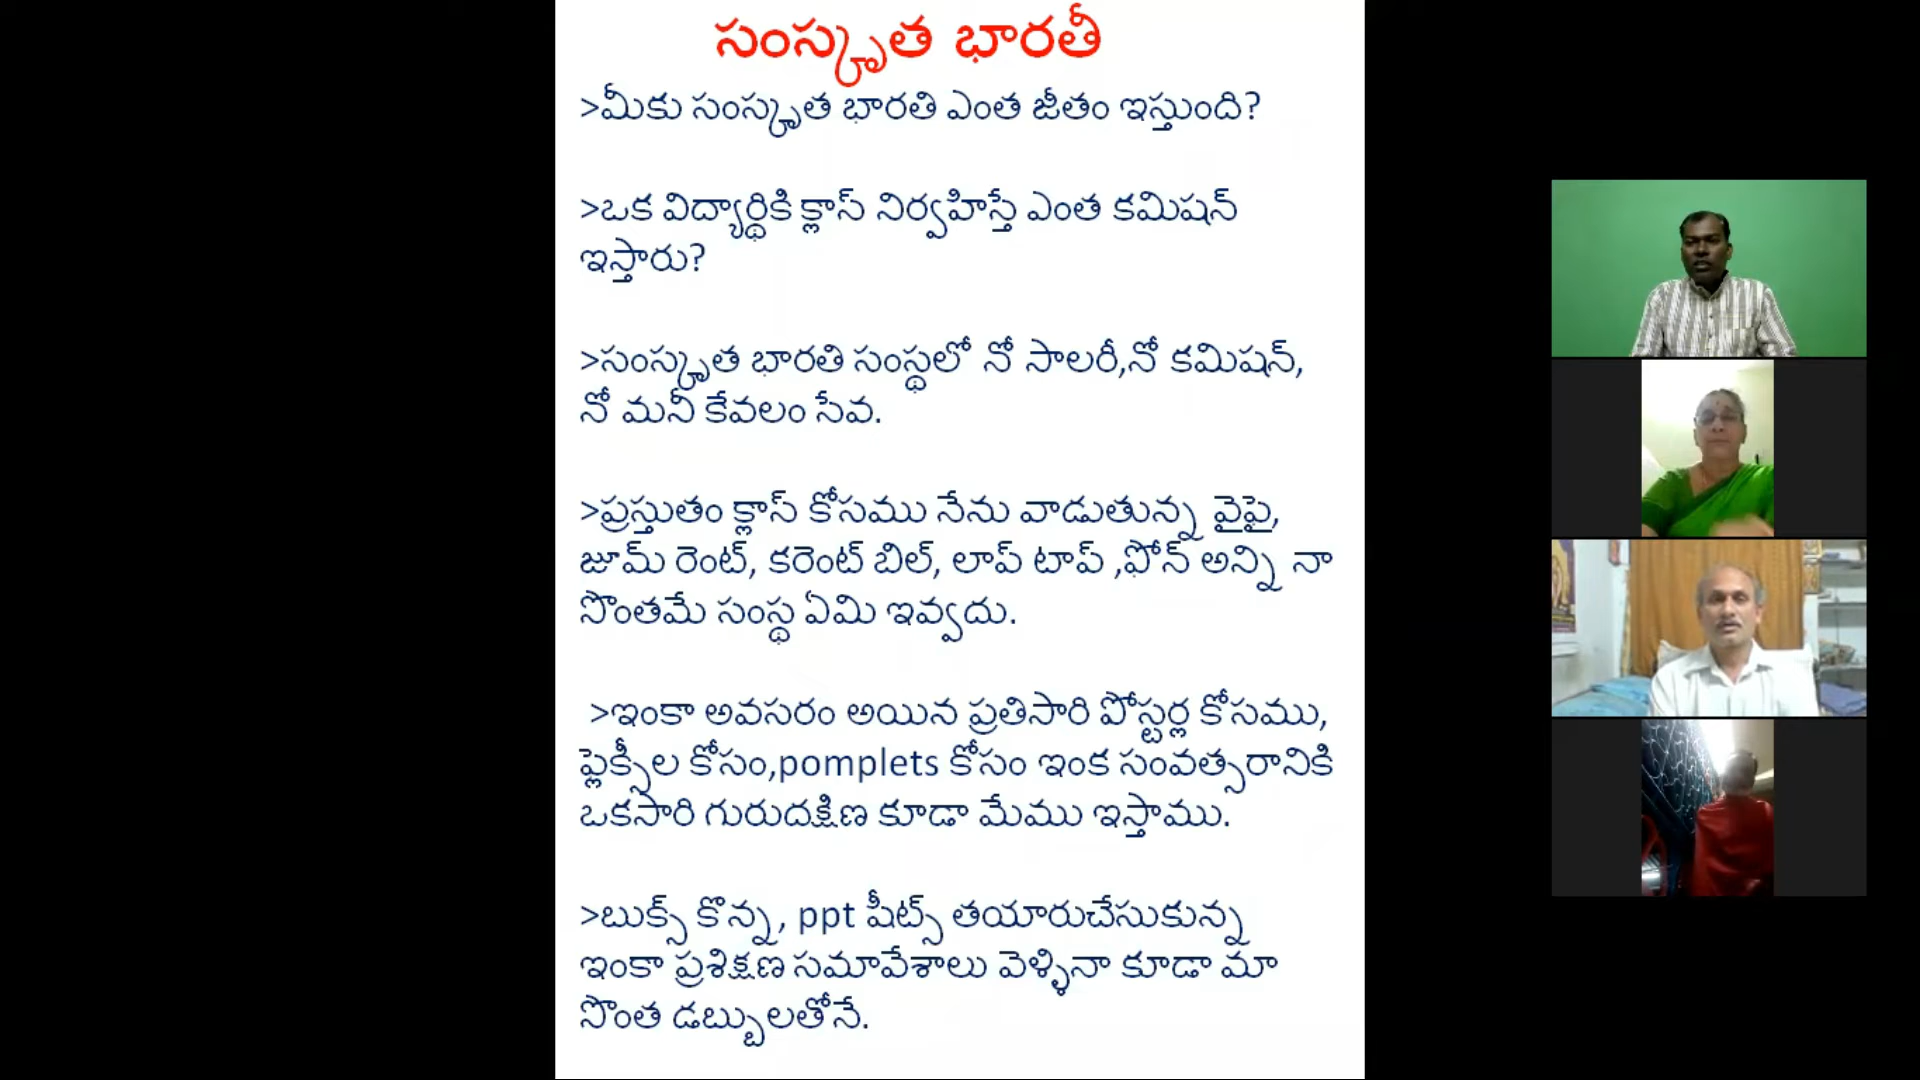 సంస్కృత భారతీ
>మీకు సంస్కృత భారతి ఎంత జీతం ఇస్తుంది?
>ఒక విద్యార్థికి క్లాస్ నిర్వహిస్తే ఎంత కమిషన్
ఇస్తారు?
>సంస్కృత భారతి సంస్థలో నో సాలరీ,నో కమిషన్,
నో మనీ కేవలం సేవ.
>ప్రస్తుతం క్లాస్ కోసము నేను వాడుతున్న వైఫై,
జూమ్ రెంట్, కరెంట్ బిల్, లాప్ టాప్ ,ఫోన్ అన్ని నా
సొంతమే సంస్థ ఏమి ఇవ్వదు.
>ఇంకా అవసరం అయిన ప్రతిసారి పోస్టర్ల కోసము,
ఫ్లెక్సీల కోసం,pomplets కోసం ఇంక సంవత్సరానికి
ఒకసారి గురుదక్షిణ కూడా మేము ఇస్తాము.
>బుక్స్ కొన్న, ppt షీట్స్ తయారుచేసుకున్న
ఇంకా ప్రశిక్షణ సమావేశాలు వెళ్ళినా కూడా మా
సొంత డబ్బులతోనే.